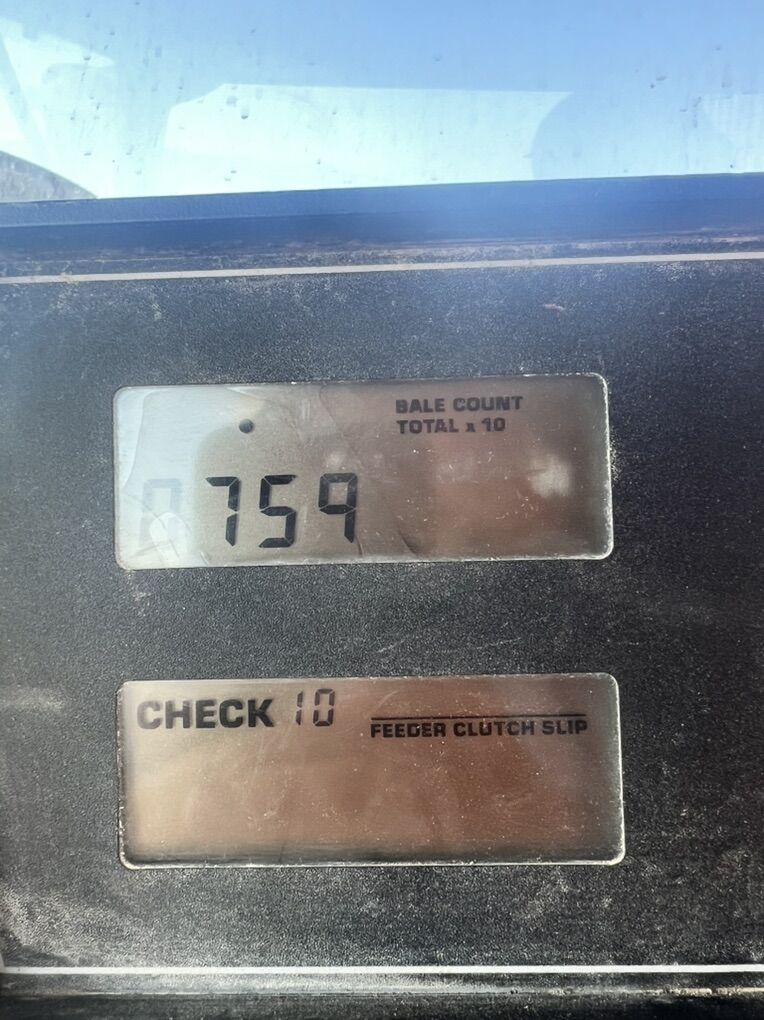 BALE COUNT
TOTAL x 10
759
CHECK 10
FEEDER CLUTCH SLIP